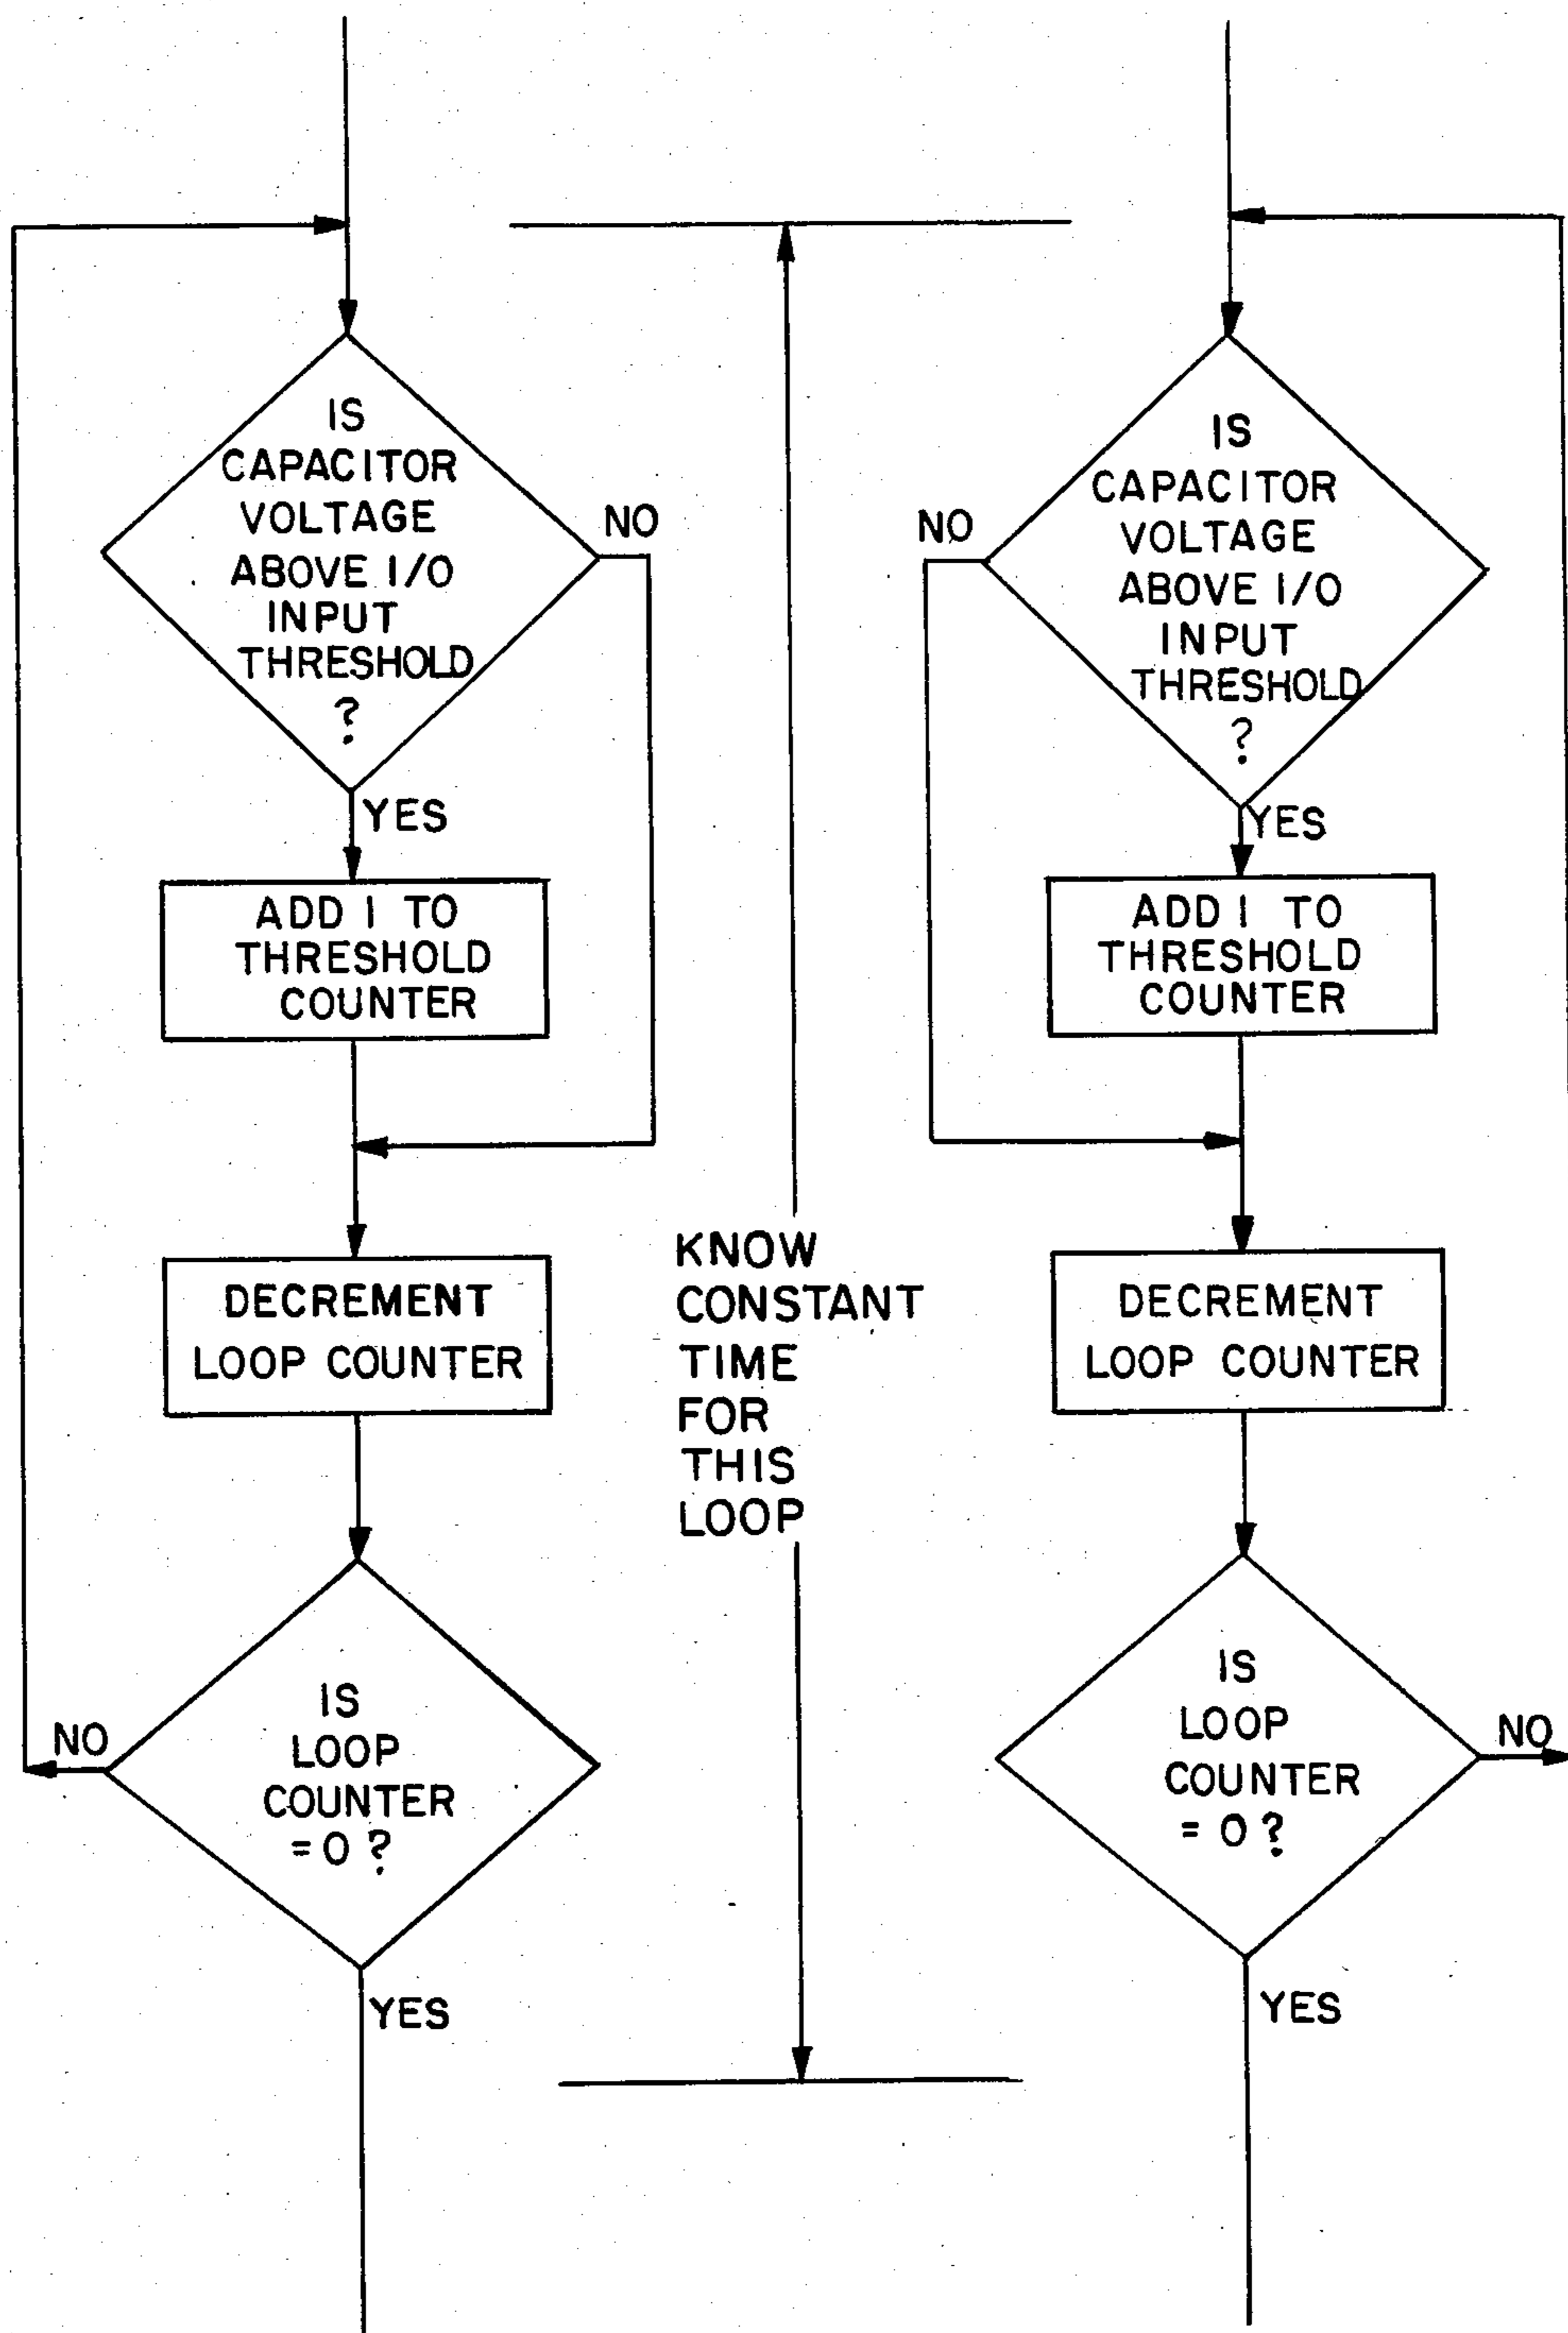 IS
CAPACITOR
VOLTAGE
ABOVE I/O
INPUT
THRESHOLD
?
NO
YES
ADD 1 TO
THRESHOLD
COUNTER
DECREMENT
LOOP COUNTER
IS
LOOP
COUNTER
= 0 ?
NO
YES
KNOW
CONSTANT
TIME
FOR
THIS
LOOP
IS
CAPACITOR
VOLTAGE
ABOVE I/O
INPUT
THRESHOLD
?
NO
YES
ADD 1 TO
THRESHOLD
COUNTER
DECREMENT
LOOP COUNTER
IS
LOOP
COUNTER
= 0 ?
NO
YES